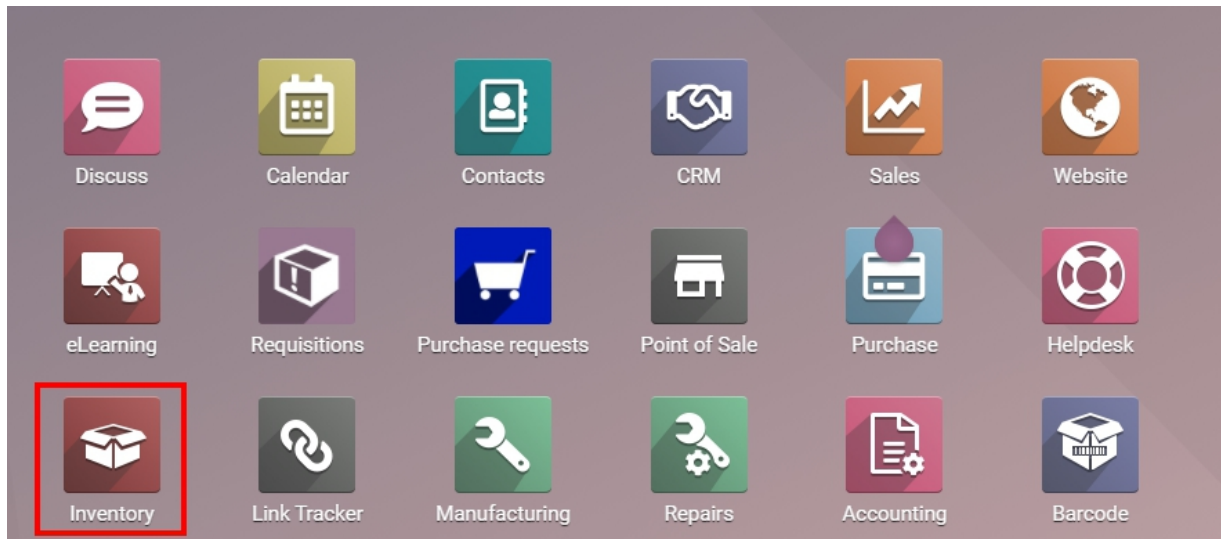 Discuss
Calendar
Contacts
CRM
Sales
Website
eLearning
Requisitions
Purchase requests
Point of Sale
Purchase
Helpdesk
Inventory
Link Tracker
Manufacturing
Repairs
Accounting
Barcode